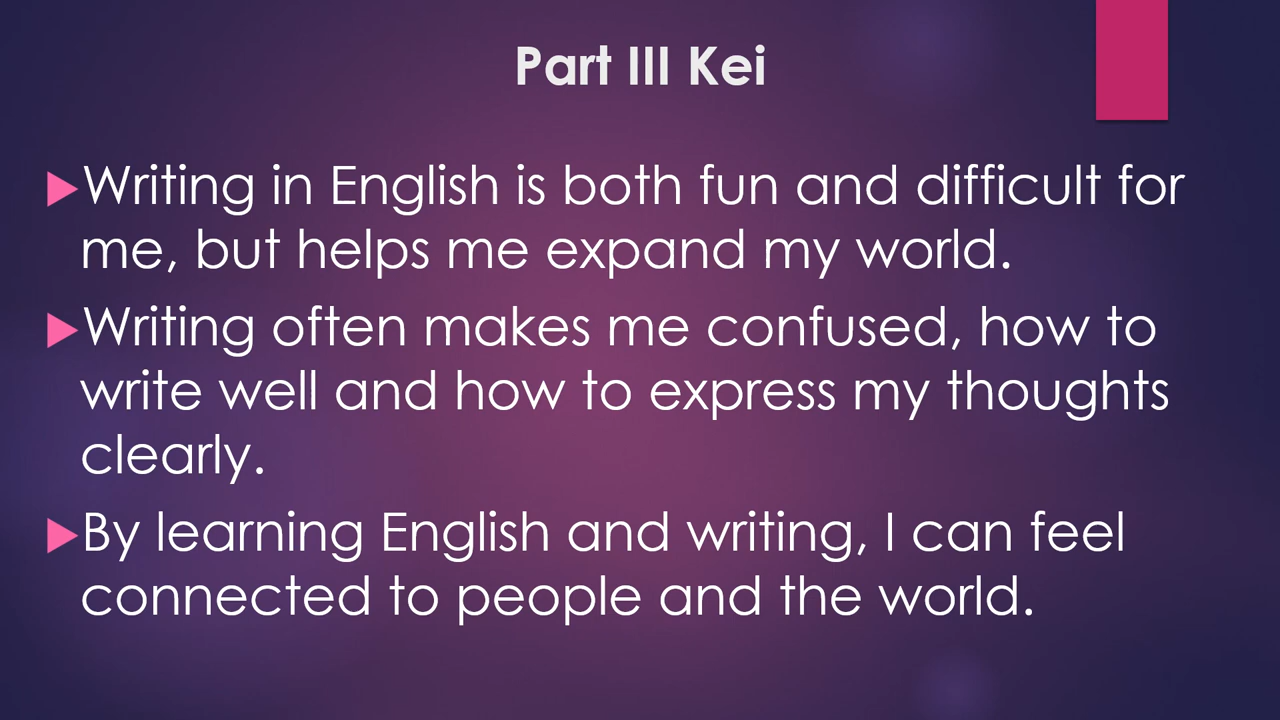 Part III Kei
Writing in English is both fun and difficult for
me, but helps me expand my world.
Writing often makes me confused, how to
write well and how to express my thoughts
clearly.
By learning English and writing, I can feel
connected to people and the world.